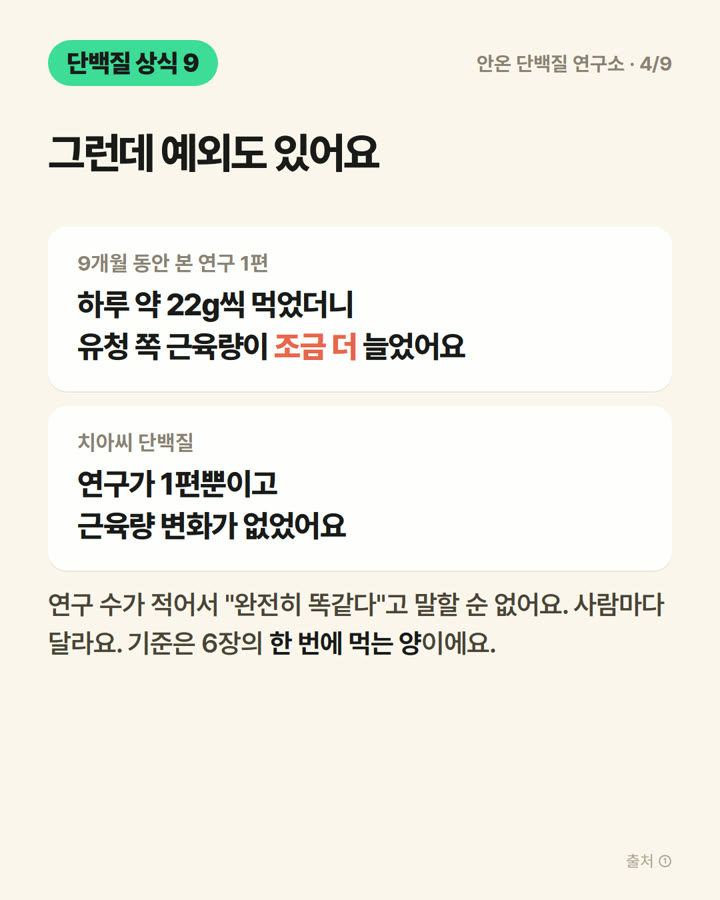 단백질 상식 9
안온 단백질 연구소 · 4/9
그런데 예외도 있어요
9개월 동안 본 연구 1편
하루 약 22g씩 먹었더니
유청 쪽 근육량이 조금 더 늘었어요
치아씨 단백질
연구가 1편뿐이고
근육량 변화가 없었어요
연구 수가 적어서 "완전히 똑같다"고 말할 순 없어요. 사람마다
달라요. 기준은 6장의 한 번에 먹는 양이에요.
출처 ①